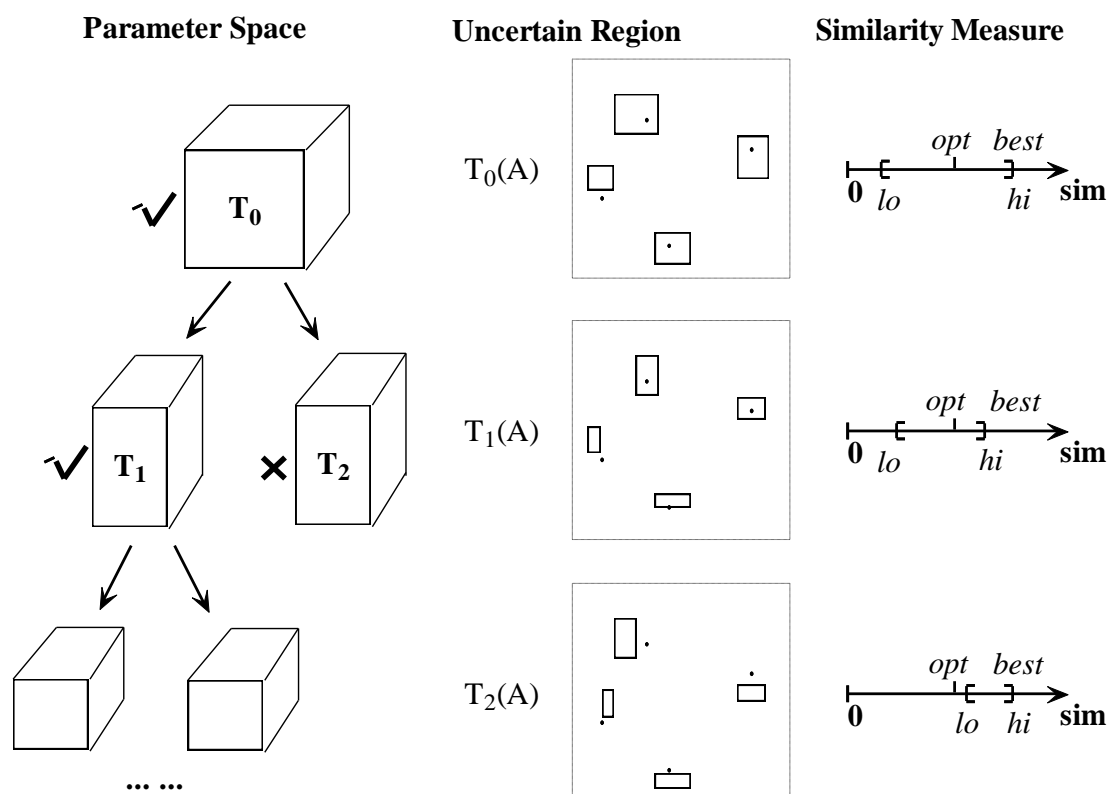 Parameter Space Uncertain Region Similarity Measure
T0 T0(A) opt best
0 lo hi sim
T1 T2 T1(A) opt best
0 lo hi sim
T2(A) opt best
0 lo hi sim
... ...